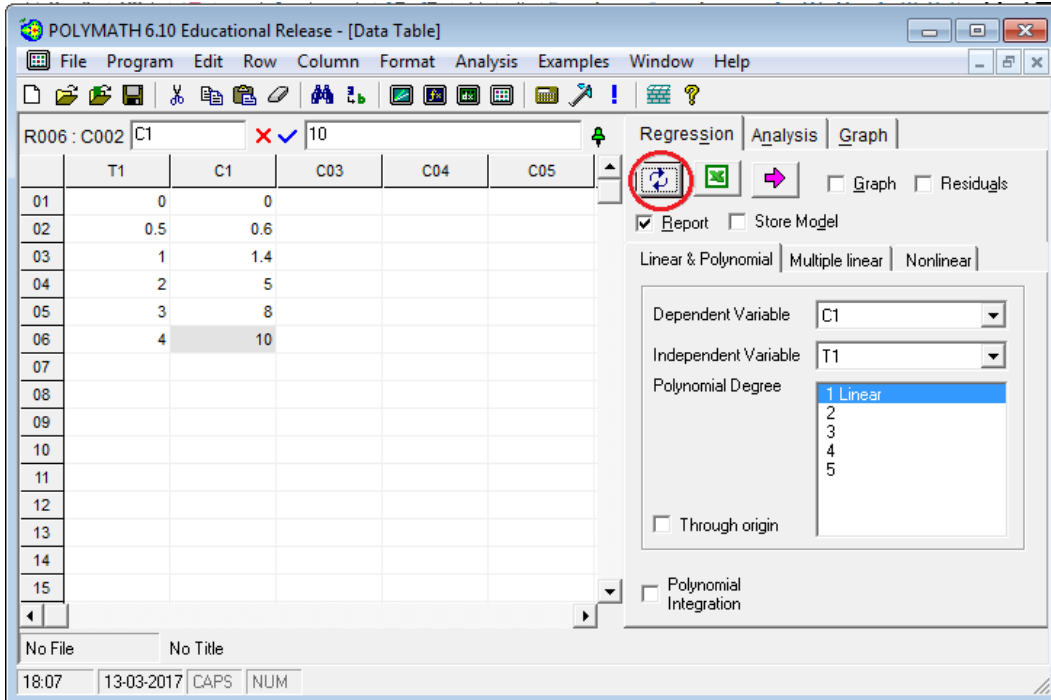 POLYMATH 6.10 Educational Release - [Data Table]
File Program Edit Row Column Format Analysis Examples Window Help
R006 : C002 C1 10
T1 C1 C03 C04 C05
01 0 0
02 0.5 0.6
03 1 1.4
04 2 5
05 3 8
06 4 10
07
08
09
10
11
12
13
14
15
Regression Analysis Graph
Graph Residuals
Report Store Model
Linear & Polynomial Multiple linear Nonlinear
Dependent Variable C1
Independent Variable T1
Polynomial Degree
1 Linear
2
3
4
5
Through origin
Polynomial
Integration
No File No Title
18:07 13-03-2017 CAPS NUM